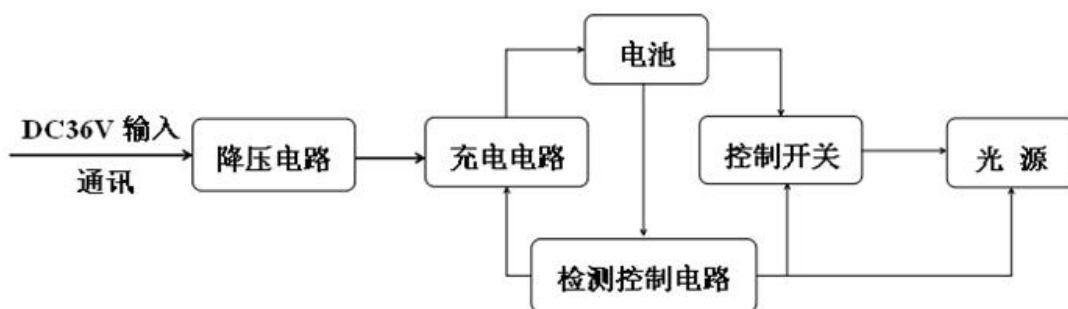 电池
DC36V 输入
通讯
降压电路
充电电路
控制开关
光 源
检测控制电路